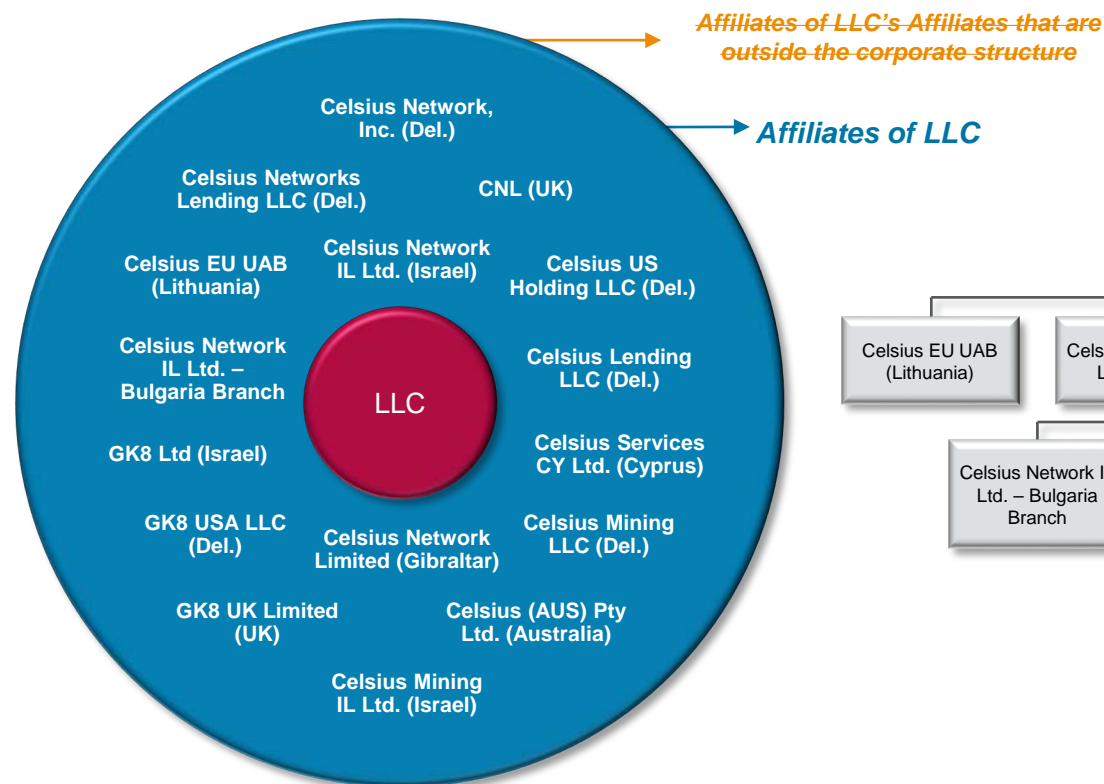 Affiliates of LLC's Affiliates that are
outside the corporate structure
Affiliates of LLC
Celsius Network,
Inc. (Del.)
Celsius Networks
Lending LLC (Del.)
CNL (UK)
Celsius EU UAB
(Lithuania)
Celsius Network
IL Ltd. (Israel)
Celsius US
Holding LLC (Del.)
Celsius Network
IL Ltd. –
Bulgaria Branch
LLC
Celsius Lending
LLC (Del.)
GK8 Ltd (Israel)
Celsius Services
CY Ltd. (Cyprus)
GK8 USA LLC
(Del.)
Celsius Network
Limited (Gibraltar)
Celsius Mining
LLC (Del.)
GK8 UK Limited
(UK)
Celsius (AUS) Pty
Ltd. (Australia)
Celsius Mining
IL Ltd. (Israel)
Celsius EU UAB
(Lithuania)
Cels
L
Celsius Network I
Ltd. – Bulgaria
Branch